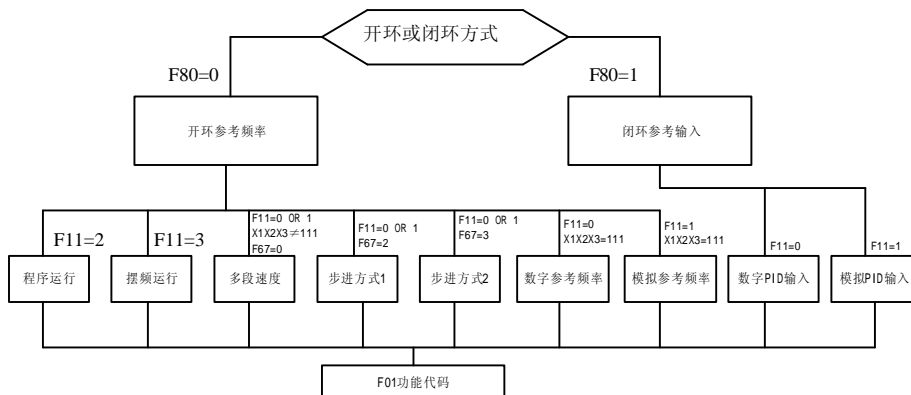 开环或闭环方式
F80=0
F80=1
开环参考频率
闭环参考输入
F11=2
F11=3
F11=0 OR 1
X1X2X3≠111
F67=0
F11=0 OR 1
F67=2
F11=0 OR 1
F67=3
F11=0
X1X2X3=111
F11=1
X1X2X3=111
F11=0
F11=1
程序运行
摆频运行
多段速度
步进方式1
步进方式2
数字参考频率
模拟参考频率
数字PID输入
模拟PID输入
F01功能代码